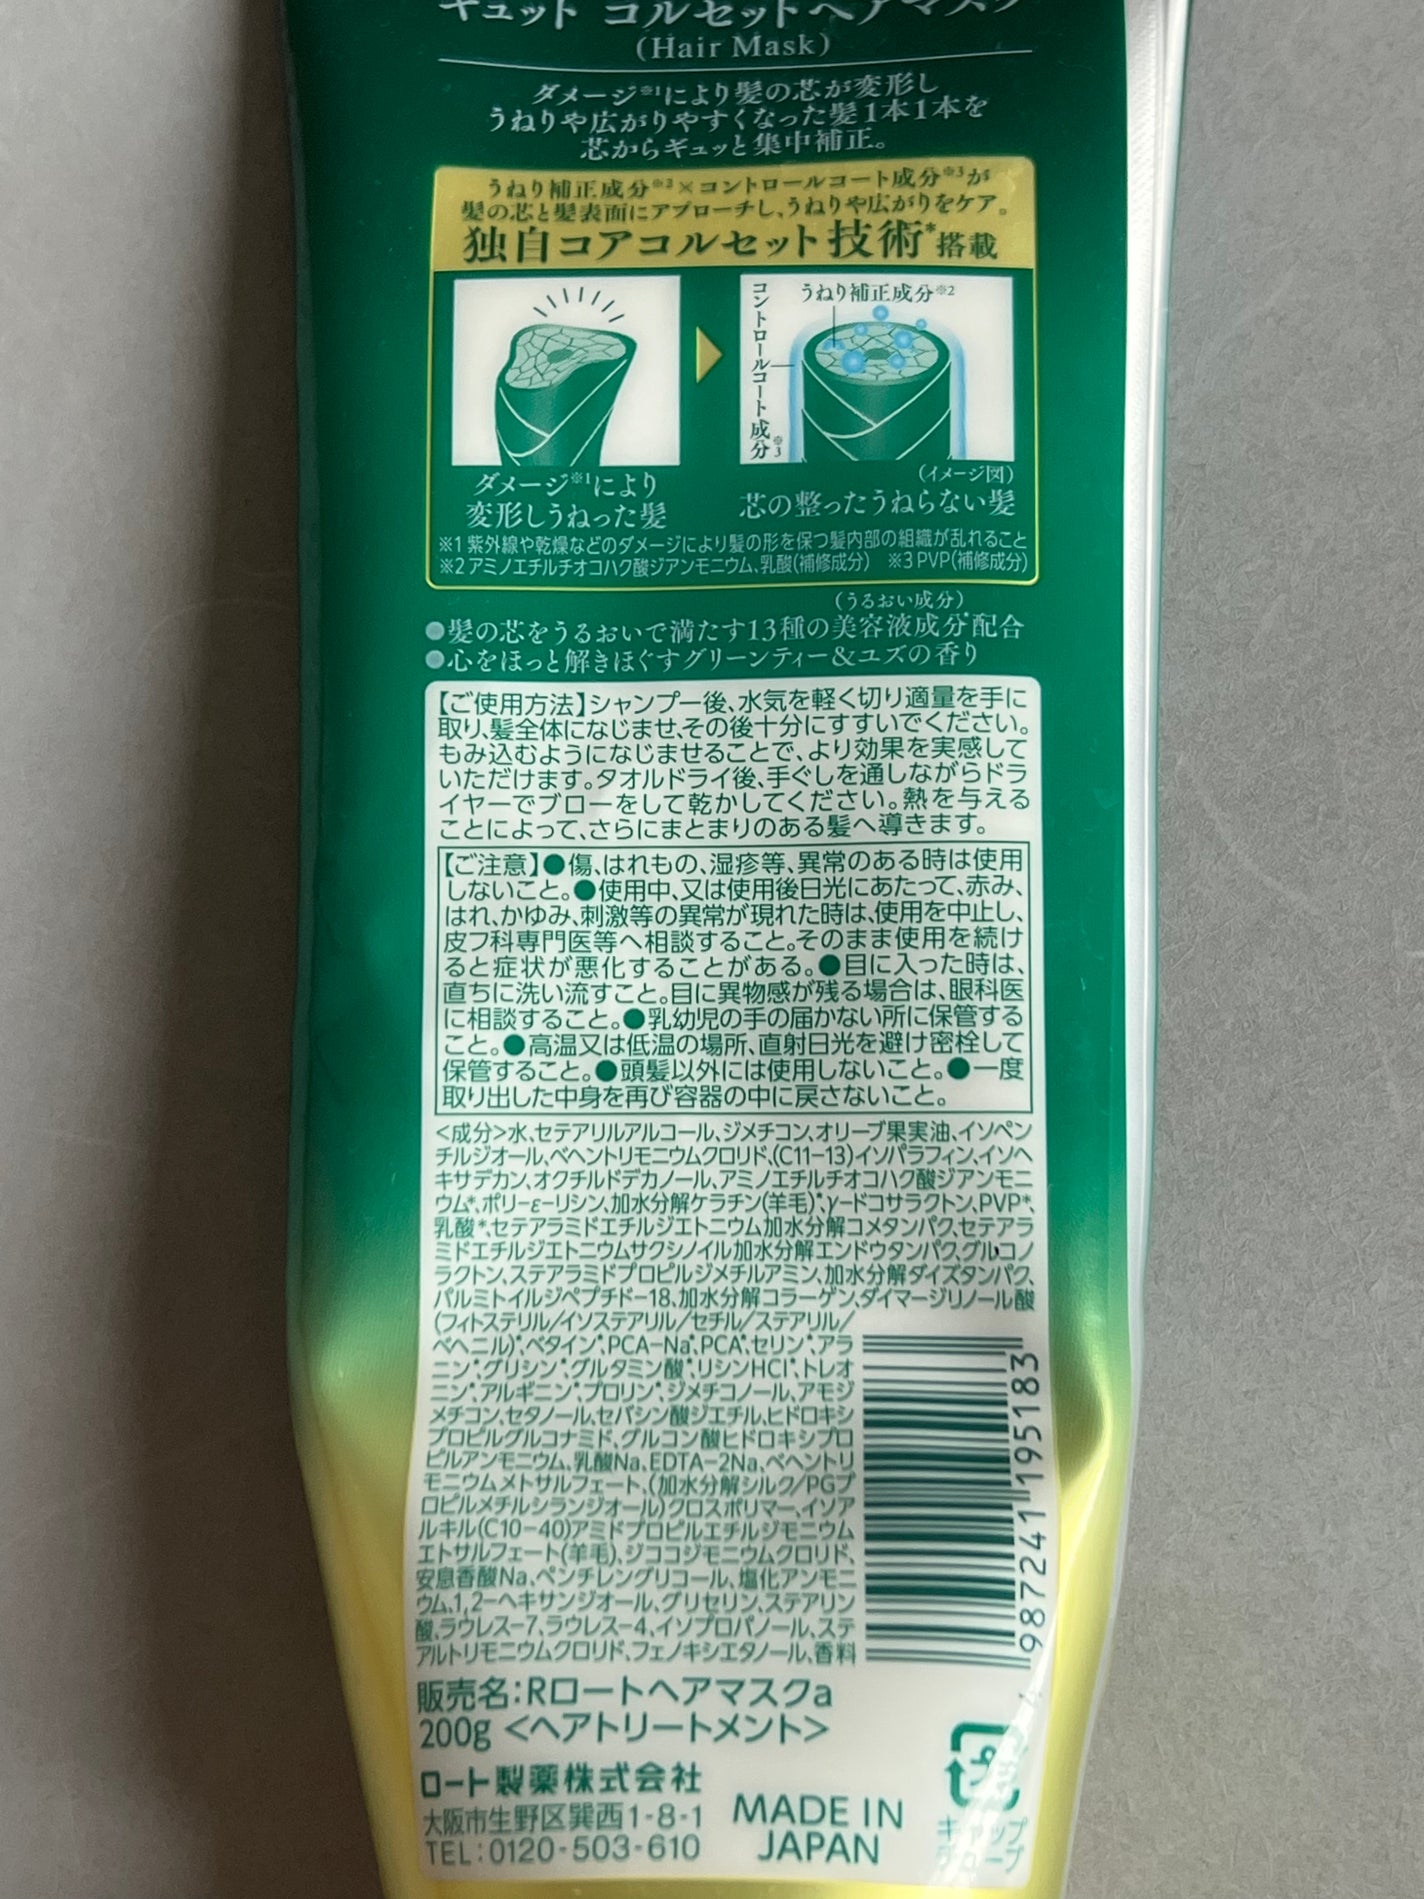 ギュット コルセットヘアマスク
(Hair Mask)
ダメージ※1により髪の芯が変形し
うねりや広がりやすくなった髪1本1本を
芯からギュッと集中補正。
うねり補正成分※2×コントロールコート成分※3が
髪の芯と髪表面にアプローチし、うねりや広がりをケア。
独自コアコルセット技術*搭載
うねり補正成分※2
コントロールコート成分※3
(イメージ図)
ダメージ※1により
変形しうねった髪
芯の整ったうねらない髪
※1 紫外線や乾燥などのダメージにより髪の形を保つ髪内部の組織が乱れること
※2 アミノエチルチオコハク酸ジアンモニウム、乳酸(補修成分) ※3 PVP(補修成分)
(うるおい成分)
●髪の芯をうるおいで満たす13種の美容液成分*配合
●心をほっと解きほぐすグリーンティー&ユズの香り
【ご使用方法】シャンプー後、水気を軽く切り適量を手に
取り、髪全体になじませ、その後十分にすすいでください。
もみ込むようになじませることで、より効果を実感して
いただけます。タオルドライ後、手ぐしを通しながらドラ
イヤーでブローをして乾かしてください。熱を与える
ことによって、さらにまとまりのある髪へ導きます。
【ご注意】●傷、はれもの、湿疹等、異常のある時は使用
しないこと。●使用中、又は使用後日光にあたって、赤み、
はれ、かゆみ、刺激等の異常が現れた時は、使用を中止し、
皮フ科専門医等へ相談すること。そのまま使用を続け
ると症状が悪化することがある。●目に入った時は、
直ちに洗い流すこと。目に異物感が残る場合は、眼科医
に相談すること。●乳幼児の手の届かない所に保管する
こと。●高温又は低温の場所、直射日光を避け密栓して
保管すること。●頭髪以外には使用しないこと。●一度
取り出した中身を再び容器の中に戻さないこと。
<成分>水、セテアリルアルコール、ジメチコン、オリーブ果実油、イソペン
チルジオール、ベヘントリモニウムクロリド、(C11-13)イソパラフィン、イソヘ
キサデカン、オクチルドデカノール、アミノエチルチオコハク酸ジアンモニ
ウム*、ポリ-ε-リシン、加水分解ケラチン(羊毛)*、γ-ドコサラクトン、PVP*、
乳酸*、セテアラミドエチルジエトニウム加水分解コメタンパク、セテアラ
ミドエチルジエトニウムサクシノイル加水分解エンドウタンパク、グルコノ
ラクトン、ステアラミドプロピルジメチルアミン、加水分解ダイズタンパク、
パルミトイルジペプチド-18、加水分解コラーゲン、ダイマージリノール酸
(フィトステリル/イソステアリル/セチル/ステアリル/
ベヘニル)*、ベタイン*、PCA-Na*、PCA*、セリン*、アラ
ニン*、グリシン*、グルタミン酸*、リシンHCl*、トレオ
ニン*、アルギニン*、プロリン*、ジメチコノール、アモジ
メチコン、セタノール、セバシン酸ジエチル、ヒドロキシ
プロピルグルコナミド、グルコン酸ヒドロキシプロ
ピルアンモニウム、乳酸Na、EDTA-2Na、ベヘントリ
モニウムメトサルフェート、(加水分解シルク/PGプ
ロピルメチルシランジオール)クロスポリマー、イソア
ルキル(C10-40)アミドプロピルエチルジモニウム
エトサルフェート(羊毛)、ジココジモニウムクロリド、
安息香酸Na、ペンチレングリコール、塩化アンモニ
ウム、1,2-ヘキサンジオール、グリセリン、ステアリン
酸、ラウレス-7、ラウレス-4、イソプロパノール、ステ
アルトリモニウムクロリド、フェノキシエタノール、香料
4987241195183
販売名:Rロートヘアマスクa
200g <ヘアトリートメント>
ロート製薬株式会社
大阪市生野区巽西1-8-1
TEL:0120-503-610
MADE IN
JAPAN
プラ
キャップ
チューブ